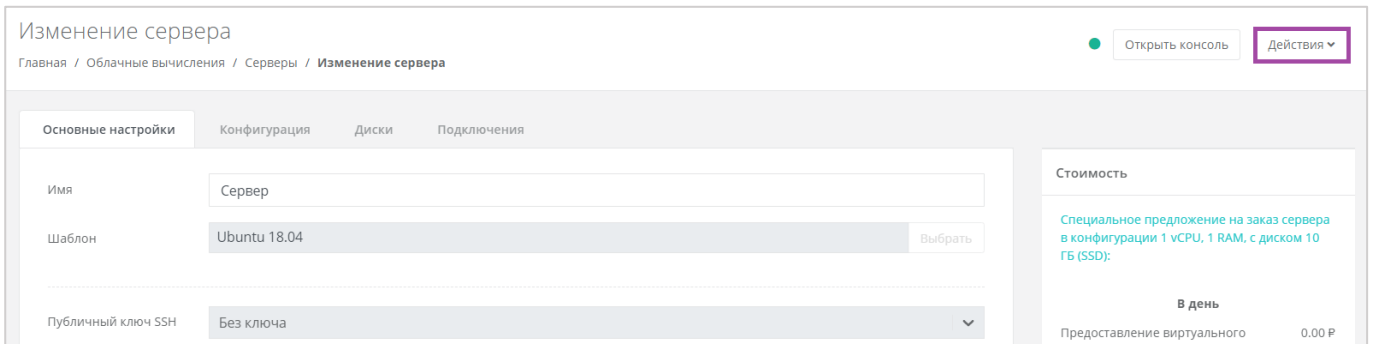 Изменение сервера
Главная / Облачные вычисления / Серверы / Изменение сервера
Открыть консоль
Действия
Основные настройки Конфигурация Диски Подключения
Имя Сервер
Шаблон Ubuntu 18.04 Выбрать
Публичный ключ SSH Без ключа
Стоимость
Специальное предложение на заказ сервера
в конфигурации 1 vCPU, 1 RAM, с диском 10
ГБ (SSD):
В день
Предоставление виртуального 0.00 ₽